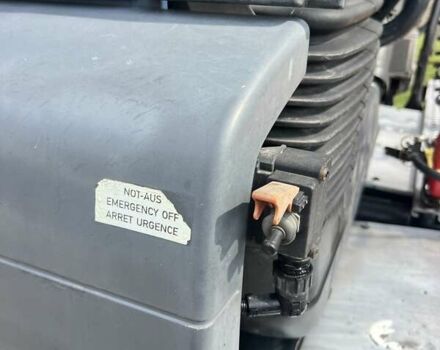 NOT-AUS
EMERGENCY OFF
ARRET URGENCE